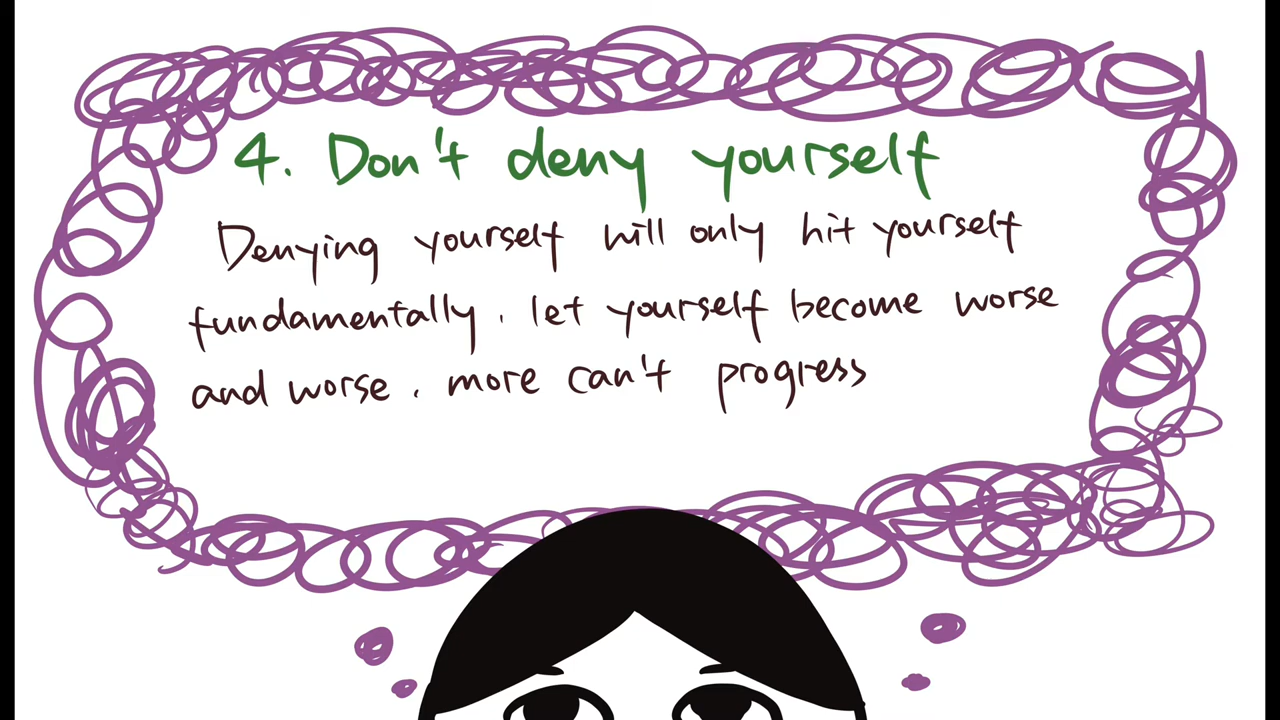 4. Don't deny yourself
Denying yourself will only hit yourself
fundamentally, let yourself become worse
and worse, more can't progress